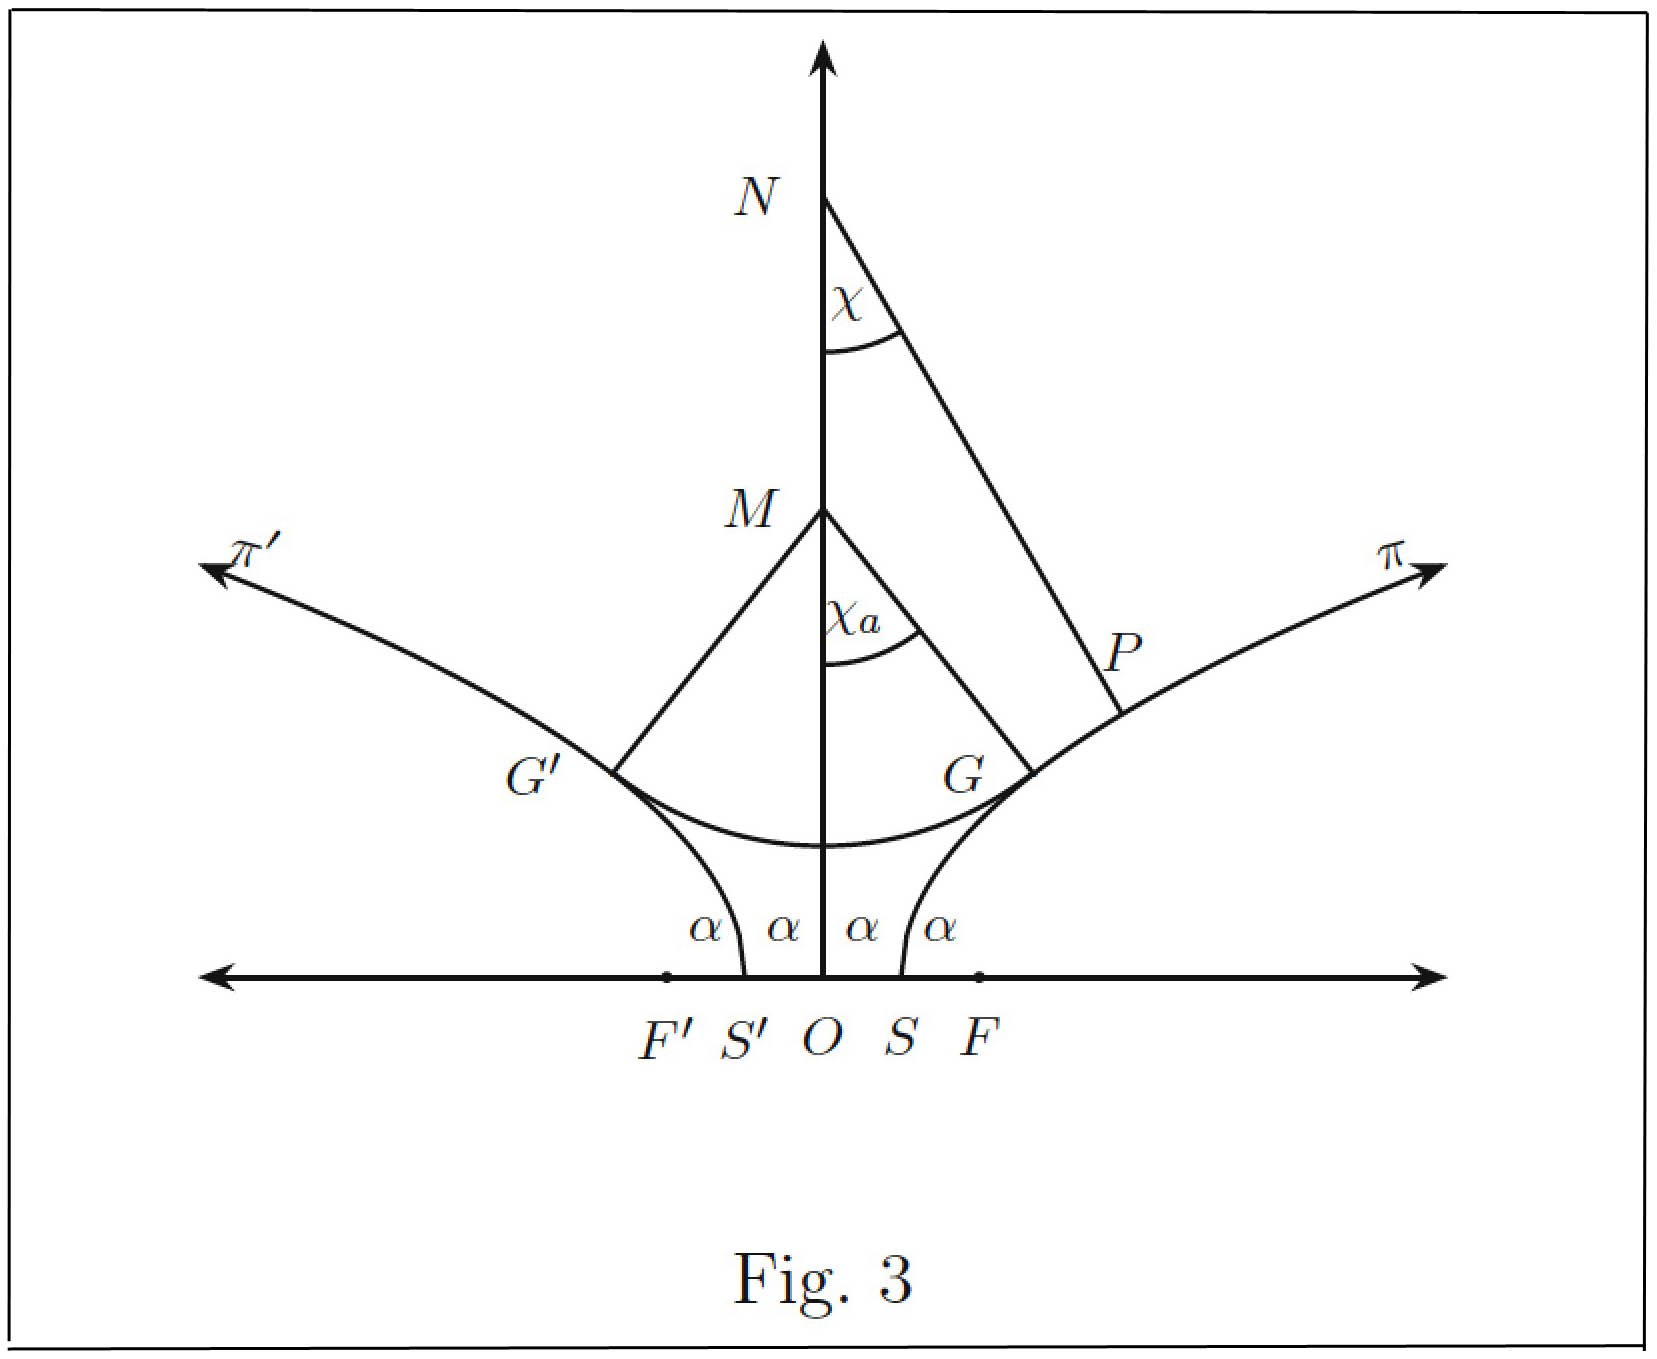 N
χ
M
π′ π
χa
P
G′ G
α α α α
F′ S′ O S F
Fig. 3